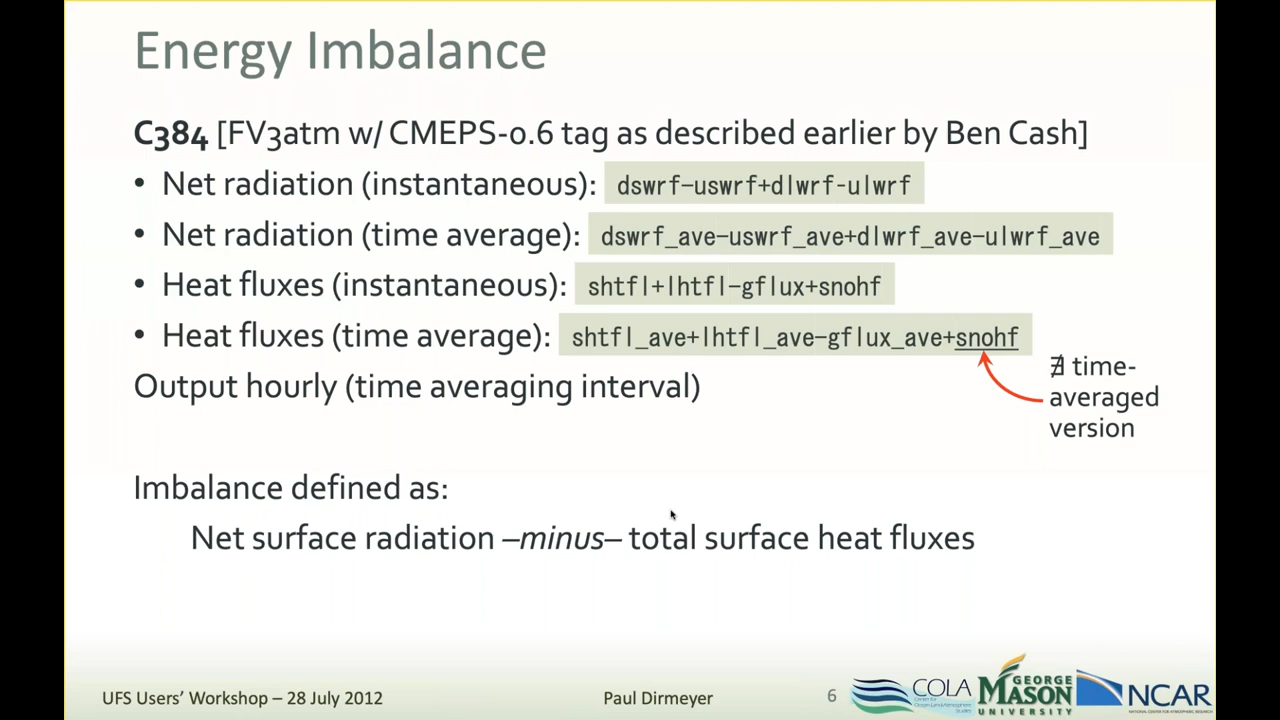 Energy Imbalance
C384 [FV3atm w/ CMEPS-0.6 tag as described earlier by Ben Cash]
• Net radiation (instantaneous): dswrf-uswrf+dlwrf-ulwrf
• Net radiation (time average): dswrf_ave-uswrf_ave+dlwrf_ave-ulwrf_ave
• Heat fluxes (instantaneous): shtfl+lhtfl-gflux+snohf
• Heat fluxes (time average): shtfl_ave+lhtfl_ave-gflux_ave+snohf
∄ time-
averaged
version
Output hourly (time averaging interval)
Imbalance defined as:
Net surface radiation –minus– total surface heat fluxes
UFS Users' Workshop – 28 July 2012
Paul Dirmeyer
6
COLA
GEORGE
MASON
UNIVERSITY
NCAR